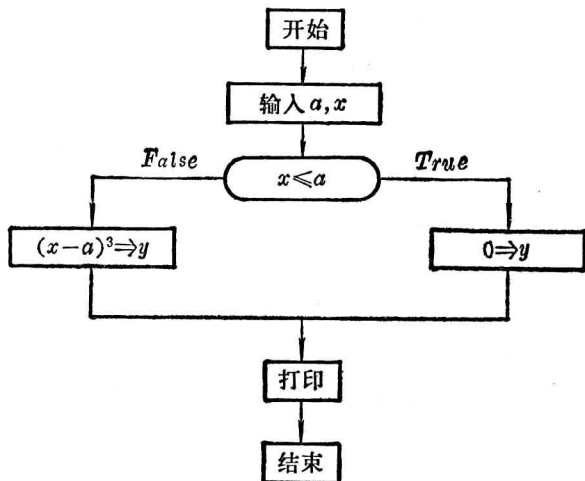 开始
输入 a,x
False
True
x≤a
(x-a)³⇒y
0⇒y
打印
结束